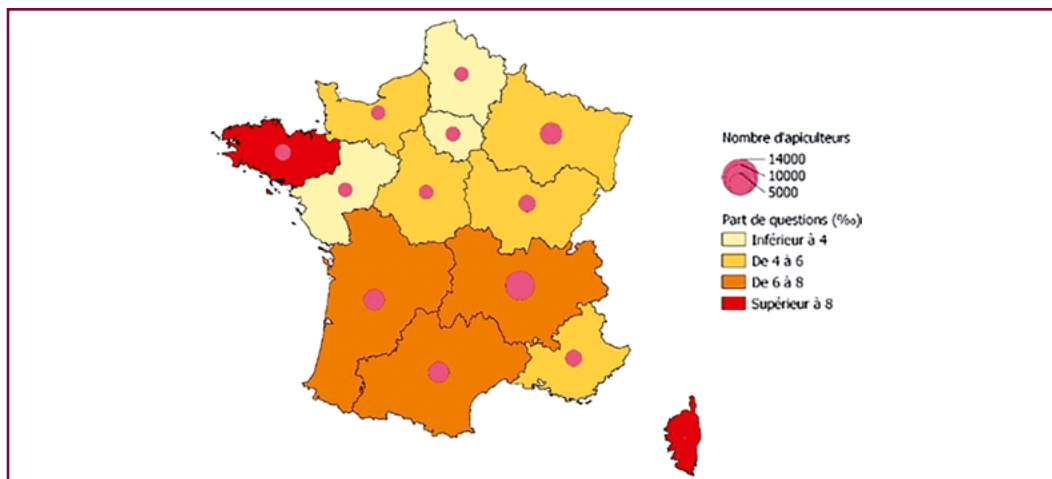 Nombre d'apiculteurs
14000
10000
5000
Part de questions (‰)
Inférieur à 4
De 4 à 6
De 6 à 8
Supérieur à 8